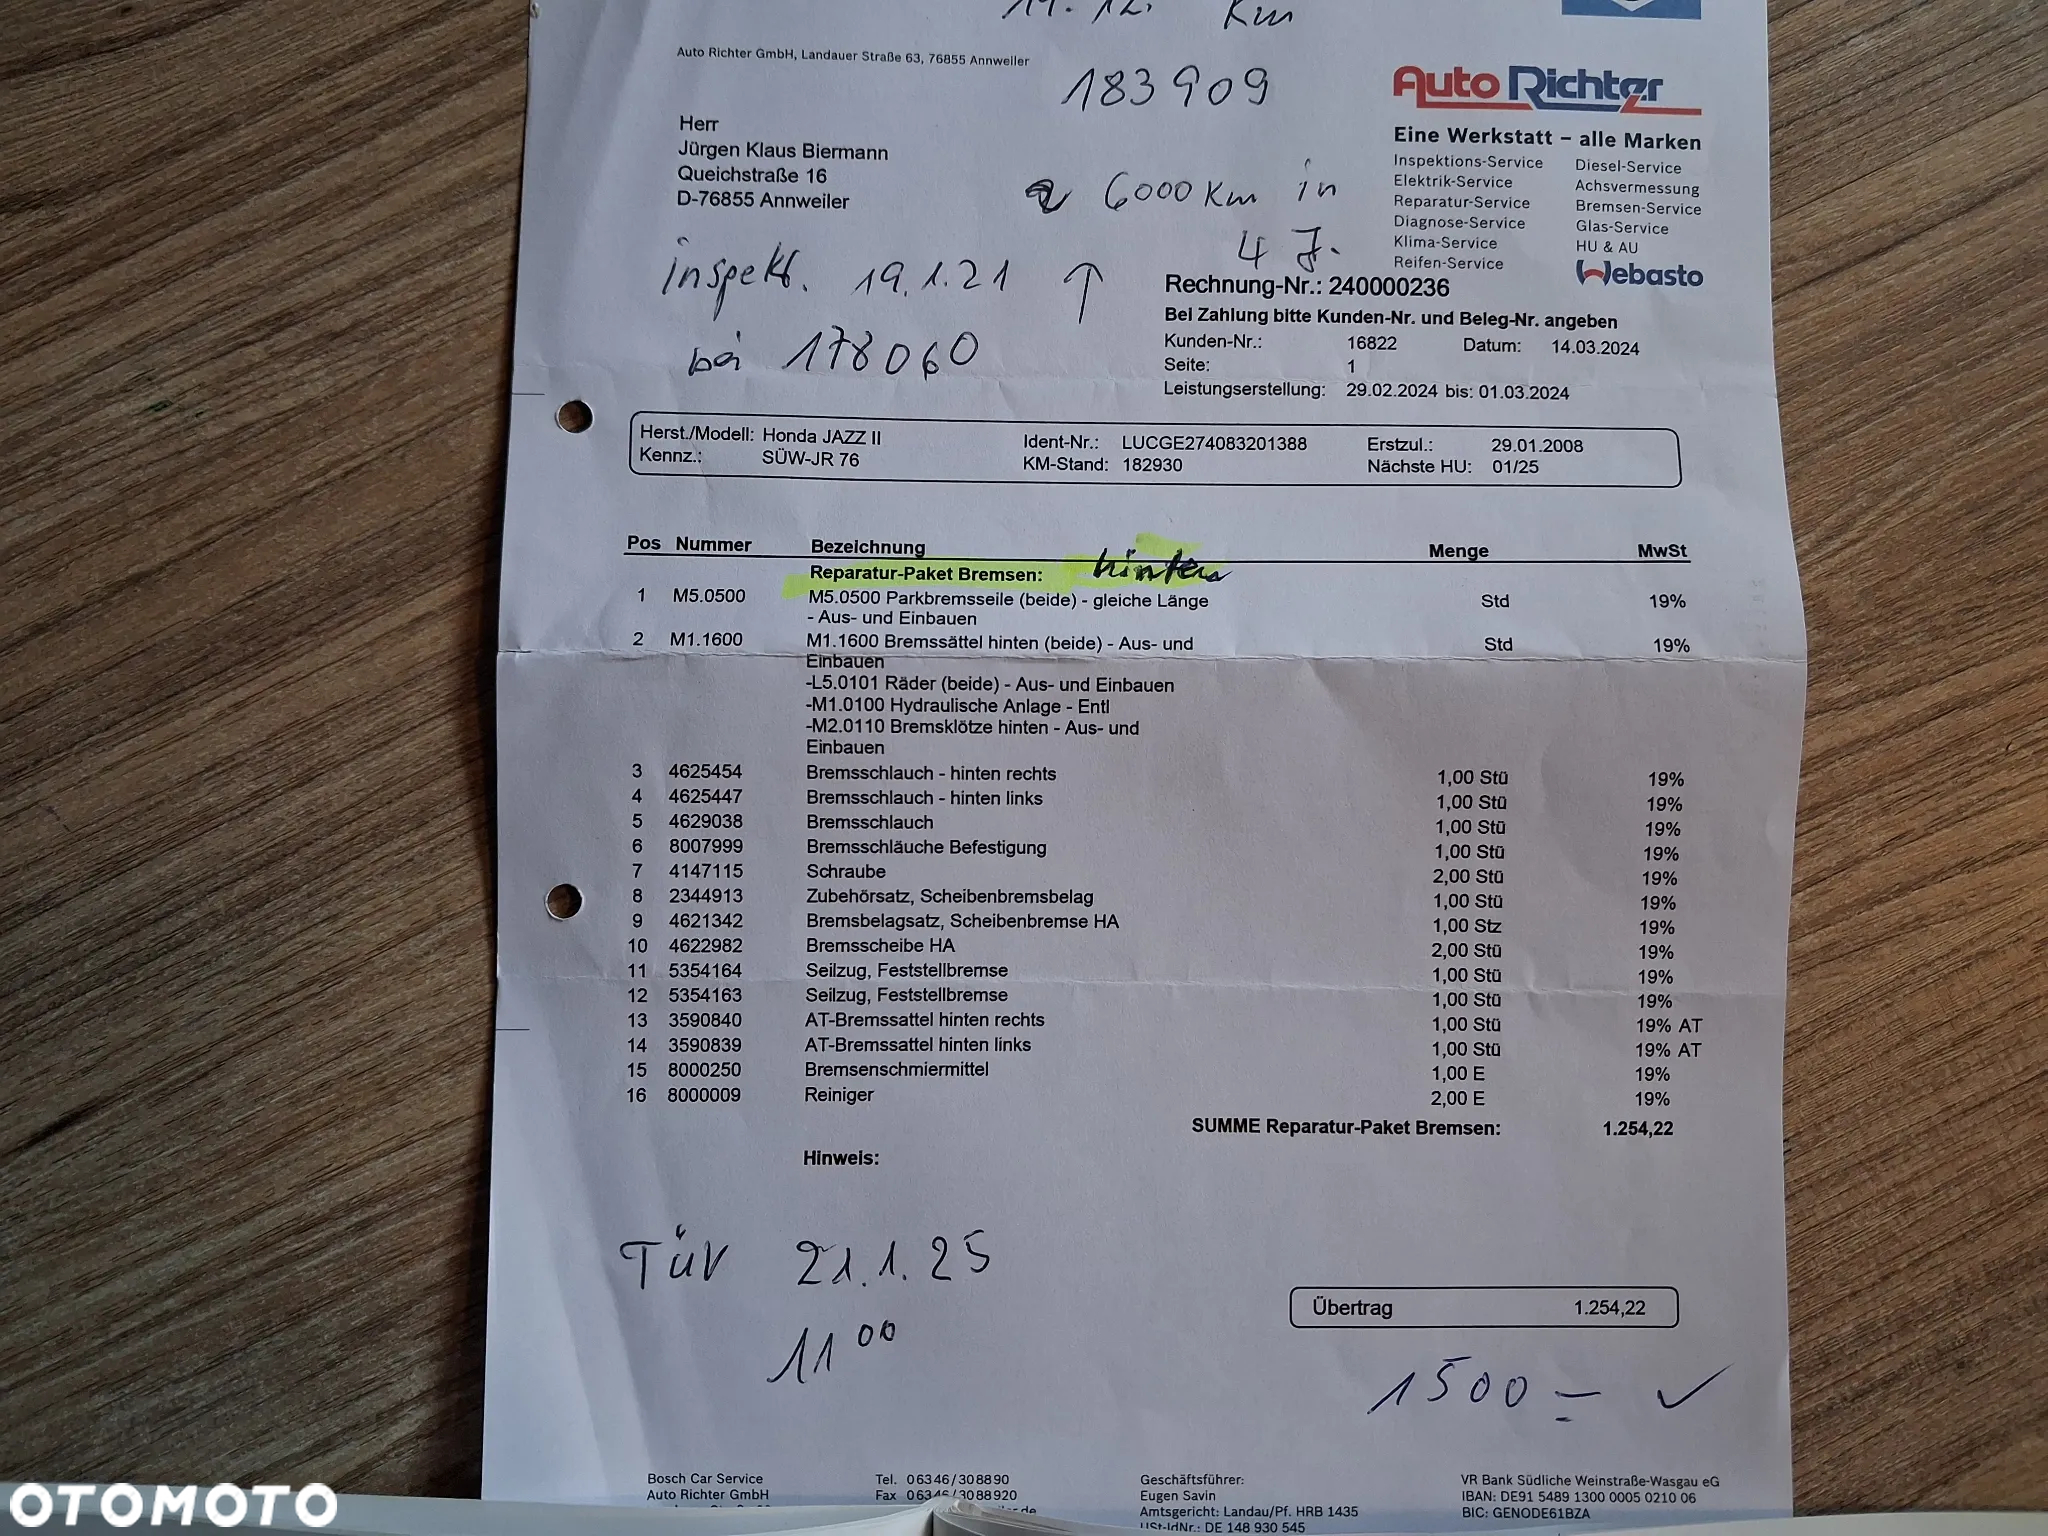 11.12. Km
Auto Richter GmbH, Landauer Straße 63, 76855 Annweiler
183909
Auto Richter
Eine Werkstatt – alle Marken
Inspektions-Service Diesel-Service
Elektrik-Service Achsvermessung
Reparatur-Service Bremsen-Service
Diagnose-Service Glas-Service
Klima-Service HU & AU
Reifen-Service Webasto
Herr
Jürgen Klaus Biermann
Queichstraße 16
D-76855 Annweiler
6000 Km in
4 J.
inspekt. 19.1.21 ↑
bei 178060
Rechnung-Nr.: 240000236
Bei Zahlung bitte Kunden-Nr. und Beleg-Nr. angeben
Kunden-Nr.: 16822 Datum: 14.03.2024
Seite: 1
Leistungserstellung: 29.02.2024 bis: 01.03.2024
Herst./Modell: Honda JAZZ II Ident-Nr.: LUCGE274083201388 Erstzul.: 29.01.2008
Kennz.: SÜW-JR 76 KM-Stand: 182930 Nächste HU: 01/25
Pos Nummer Bezeichnung Menge MwSt
Reparatur-Paket Bremsen: hinten
1 M5.0500 M5.0500 Parkbremsseile (beide) - gleiche Länge Std 19%
- Aus- und Einbauen
2 M1.1600 M1.1600 Bremssättel hinten (beide) - Aus- und Std 19%
Einbauen
-L5.0101 Räder (beide) - Aus- und Einbauen
-M1.0100 Hydraulische Anlage - Entl
-M2.0110 Bremsklötze hinten - Aus- und
Einbauen
3 4625454 Bremsschlauch - hinten rechts 1,00 Stü 19%
4 4625447 Bremsschlauch - hinten links 1,00 Stü 19%
5 4629038 Bremsschlauch 1,00 Stü 19%
6 8007999 Bremsschläuche Befestigung 1,00 Stü 19%
7 4147115 Schraube 2,00 Stü 19%
8 2344913 Zubehörsatz, Scheibenbremsbelag 1,00 Stü 19%
9 4621342 Bremsbelagsatz, Scheibenbremse HA 1,00 Stz 19%
10 4622982 Bremsscheibe HA 2,00 Stü 19%
11 5354164 Seilzug, Feststellbremse 1,00 Stü 19%
12 5354163 Seilzug, Feststellbremse 1,00 Stü 19%
13 3590840 AT-Bremssattel hinten rechts 1,00 Stü 19% AT
14 3590839 AT-Bremssattel hinten links 1,00 Stü 19% AT
15 8000250 Bremsenschmiermittel 1,00 E 19%
16 8000009 Reiniger 2,00 E 19%
SUMME Reparatur-Paket Bremsen: 1.254,22
Hinweis:
TÜV 21.1.25
11 00
Übertrag 1.254,22
1500 = ✓
Bosch Car Service Tel. 06346/308890 Geschäftsführer: VR Bank Südliche Weinstraße-Wasgau eG
Auto Richter GmbH Fax 06346/3088920 Eugen Savin IBAN: DE91 5489 1300 0005 0210 06
Amtsgericht: Landau/Pf. HRB 1435 BIC: GENODE61BZA
USt-IdNr.: DE 148 930 545
OTOMOTO